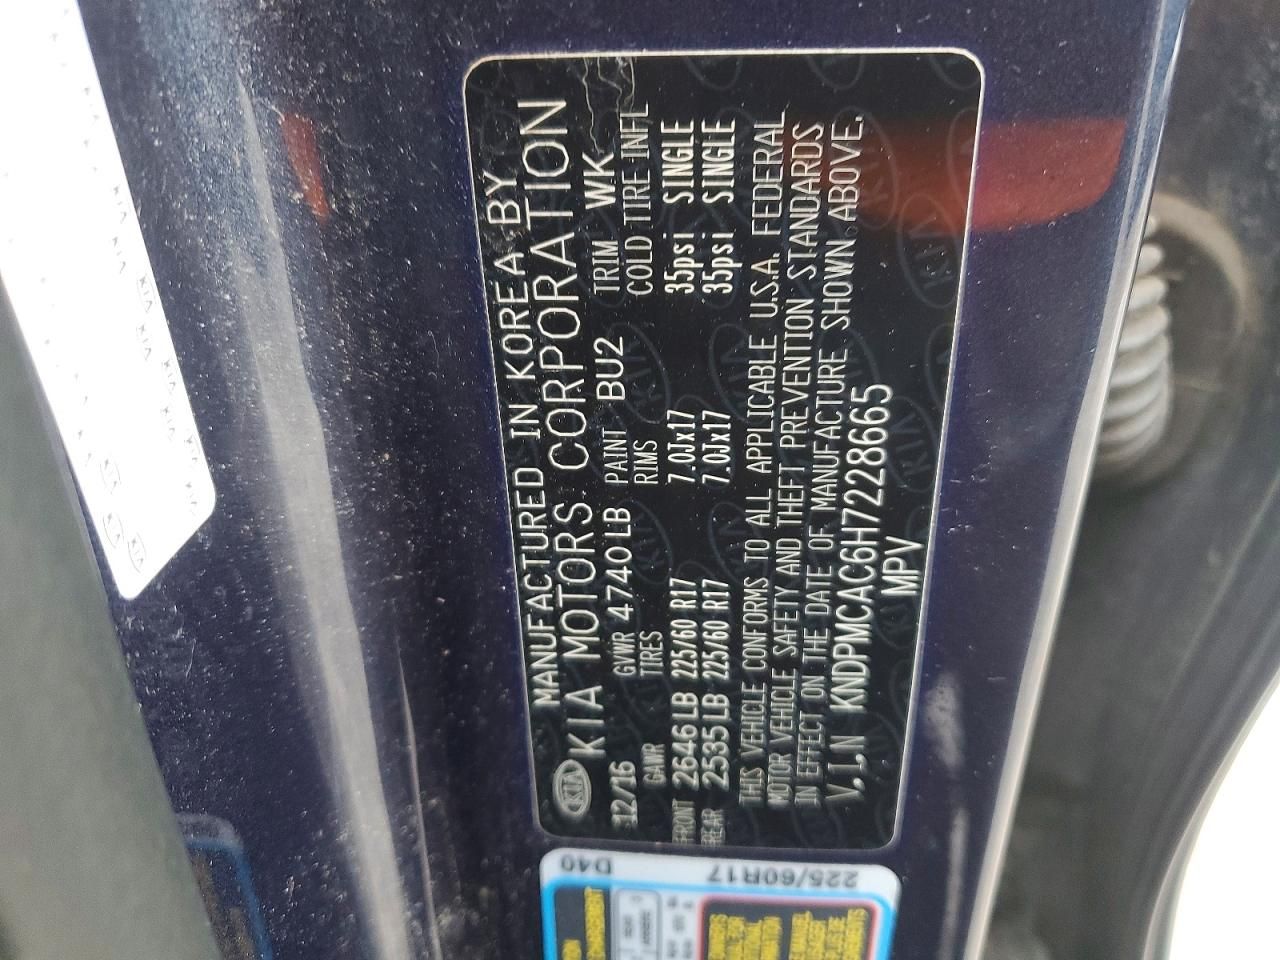 MANUFACTURED IN KOREA BY
KIA KIA MOTORS CORPORATION
12/16 GVWR 4740LB PAINT BU2 TRIM WK
GAWR TIRES RIMS COLD TIRE INFL
FRONT 2646LB 225/60 R17 7.0Jx17 35psi SINGLE
REAR 2535LB 225/60 R17 7.0Jx17 35psi SINGLE
THIS VEHICLE CONFORMS TO ALL APPLICABLE U.S.A. FEDERAL
MOTOR VEHICLE SAFETY AND THEFT PREVENTION STANDARDS
IN EFFECT ON THE DATE OF MANUFACTURE SHOWN ABOVE.
V.I.N KNDPMCAC6H7228665
MPV
225/60R17 D40